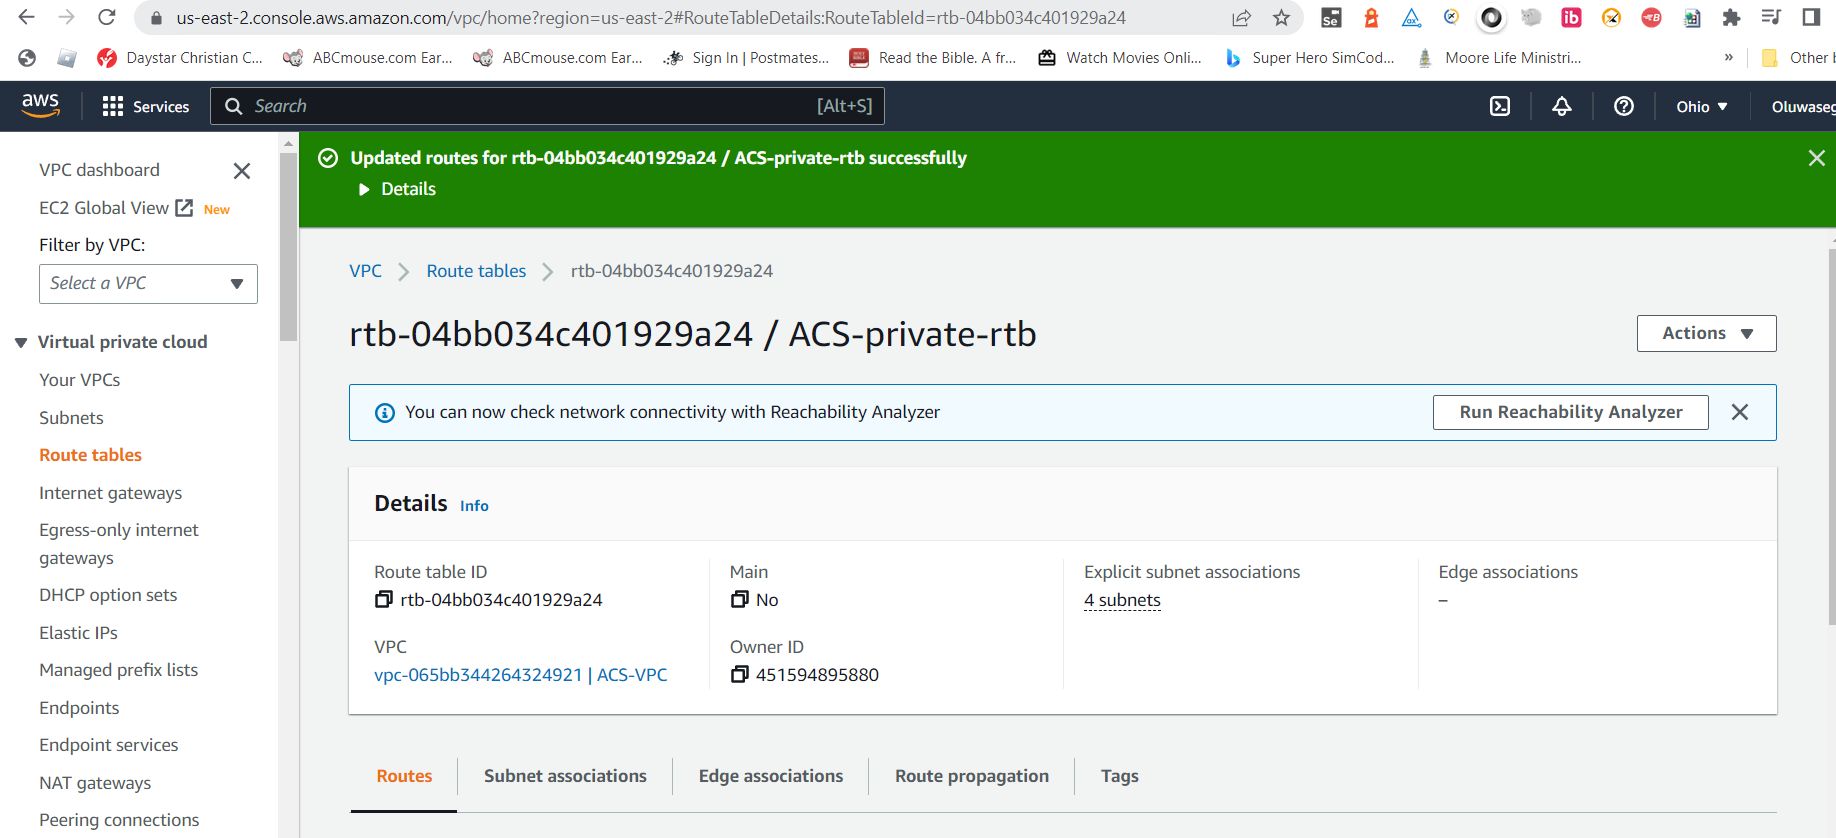 us-east-2.console.aws.amazon.com/vpc/home?region=us-east-2#RouteTableDetails:RouteTableId=rtb-04bb034c401929a24
Se
ib
Daystar Christian C...
ABCmouse.com Ear...
ABCmouse.com Ear...
Sign In | Postmates...
Read the Bible. A fr...
Watch Movies Onli...
Super Hero SimCod...
Moore Life Ministri...
»
Other
aws
Services
Search
[Alt+S]
Ohio
Oluwaseg
VPC dashboard
EC2 Global View New
Filter by VPC:
Select a VPC
Virtual private cloud
Your VPCs
Subnets
Route tables
Internet gateways
Egress-only internet
gateways
DHCP option sets
Elastic IPs
Managed prefix lists
Endpoints
Endpoint services
NAT gateways
Peering connections
Updated routes for rtb-04bb034c401929a24 / ACS-private-rtb successfully
Details
VPC
Route tables
rtb-04bb034c401929a24
rtb-04bb034c401929a24 / ACS-private-rtb
Actions
You can now check network connectivity with Reachability Analyzer
Run Reachability Analyzer
Details Info
Route table ID
rtb-04bb034c401929a24
Main
No
Explicit subnet associations
4 subnets
Edge associations
–
VPC
vpc-065bb344264324921 | ACS-VPC
Owner ID
451594895880
Routes
Subnet associations
Edge associations
Route propagation
Tags